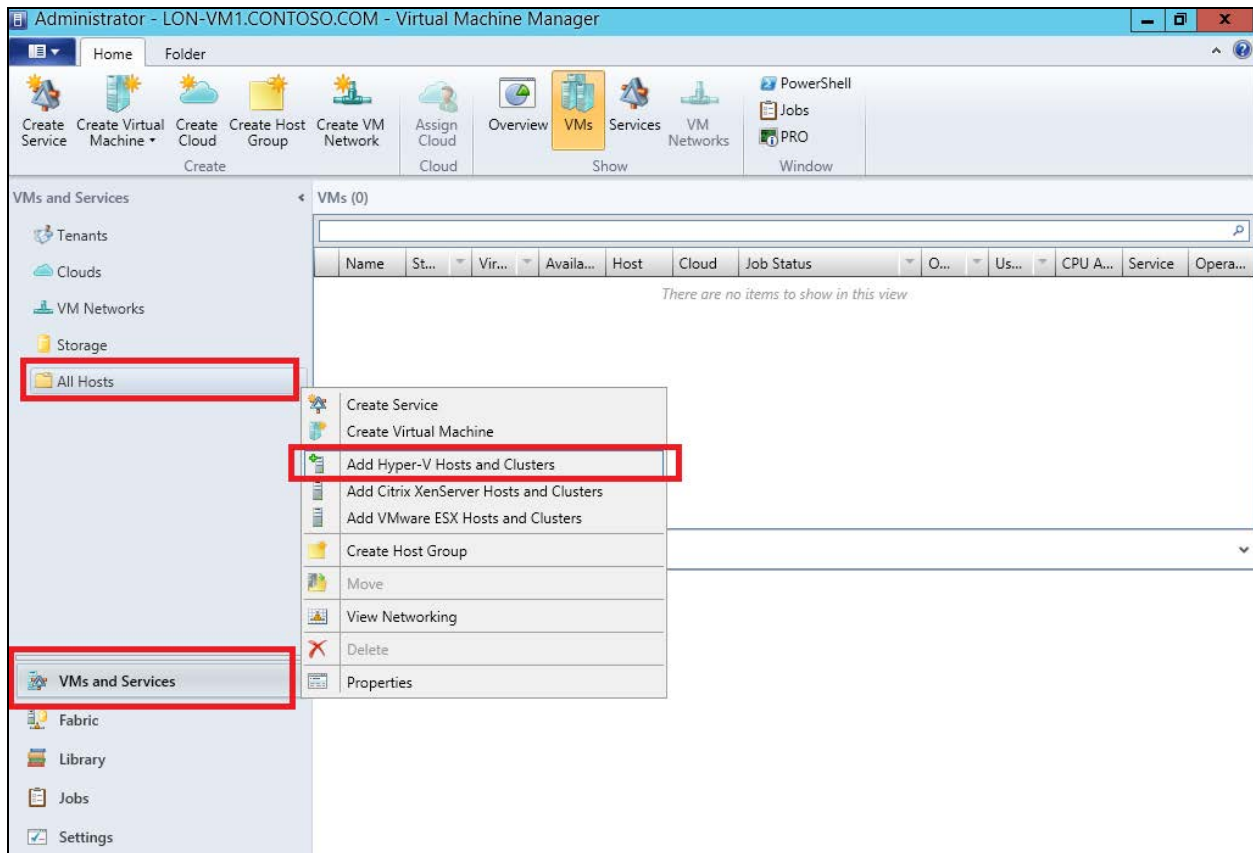 Administrator - LON-VM1.CONTOSO.COM - Virtual Machine Manager
Home Folder
Create Service
Create Virtual Machine
Create Cloud
Create Host Group
Create VM Network
Assign Cloud
Overview
VMs
Services
VM Networks
PowerShell
Jobs
PRO
Create Cloud Show Window
VMs and Services
Tenants
Clouds
VM Networks
Storage
All Hosts
VMs (0)
Name St... Vir... Availa... Host Cloud Job Status O... Us... CPU A... Service Opera...
There are no items to show in this view
Create Service
Create Virtual Machine
Add Hyper-V Hosts and Clusters
Add Citrix XenServer Hosts and Clusters
Add VMware ESX Hosts and Clusters
Create Host Group
Move
View Networking
Delete
Properties
VMs and Services
Fabric
Library
Jobs
Settings